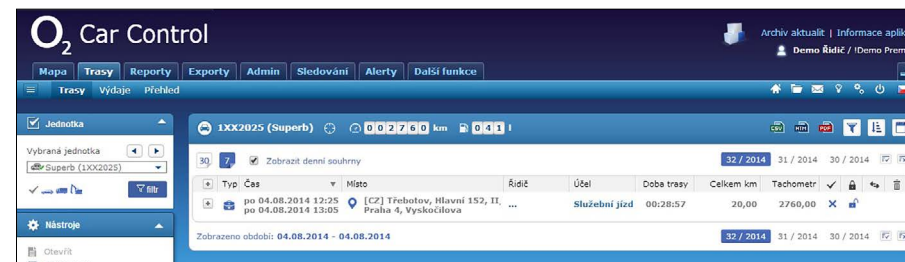 O2 Car Control
Archiv aktualit | Informace aplik
Demo Řidič / !Demo Prem
Mapa Trasy Reporty Exporty Admin Sledování Alerty Další funkce
Trasy Výdaje Přehled
Jednotka
1XX2025 (Superb) 002760 km 041 l
CSV HTM PDF
Vybraná jednotka
Superb (1XX2025)
filtr
30 7 Zobrazit denní souhrny 32 / 2014 31 / 2014 30 / 2014
Typ Čas Místo Řidič Účel Doba trasy Celkem km Tachometr
po 04.08.2014 12:25 [CZ] Třebotov, Hlavní 152, II, ... Služební jízd 00:28:57 20,00 2760,00
po 04.08.2014 13:05 Praha 4, Vyskočilova
Nástroje
Zobrazeno období: 04.08.2014 - 04.08.2014 32 / 2014 31 / 2014 30 / 2014
Otevřít